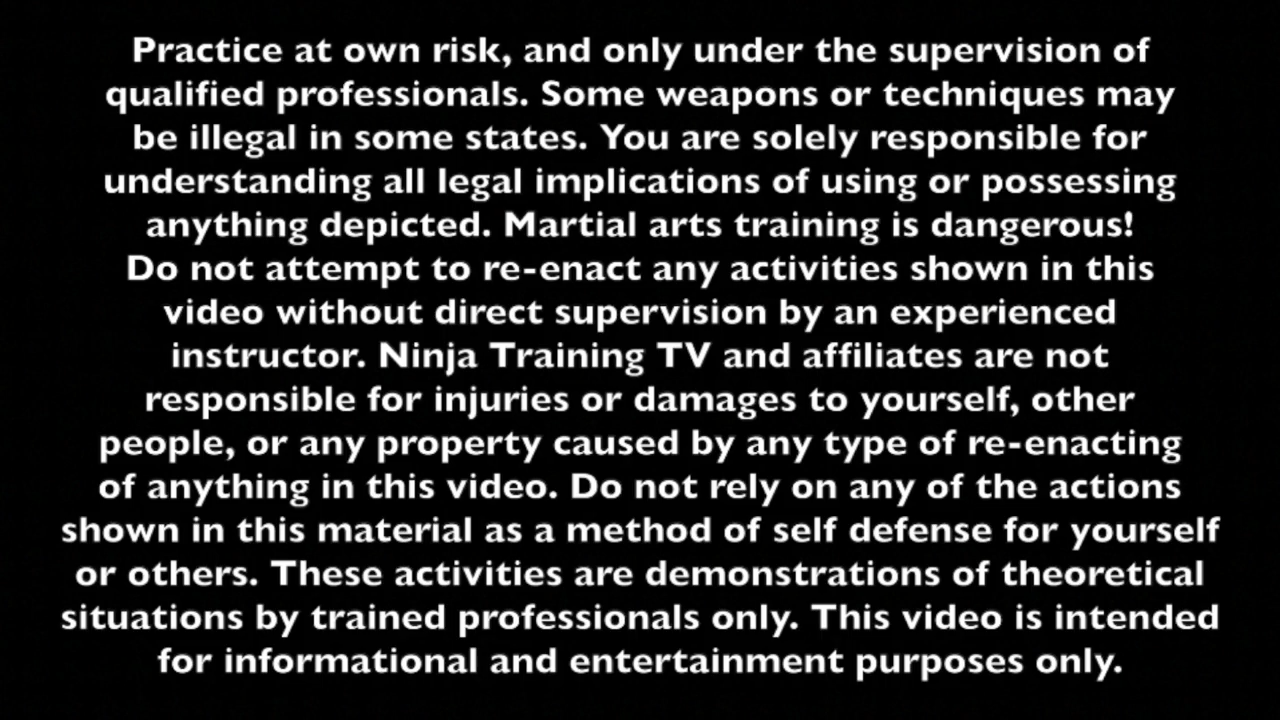 Practice at own risk, and only under the supervision of
qualified professionals. Some weapons or techniques may
be illegal in some states. You are solely responsible for
understanding all legal implications of using or possessing
anything depicted. Martial arts training is dangerous!
Do not attempt to re-enact any activities shown in this
video without direct supervision by an experienced
instructor. Ninja Training TV and affiliates are not
responsible for injuries or damages to yourself, other
people, or any property caused by any type of re-enacting
of anything in this video. Do not rely on any of the actions
shown in this material as a method of self defense for yourself
or others. These activities are demonstrations of theoretical
situations by trained professionals only. This video is intended
for informational and entertainment purposes only.